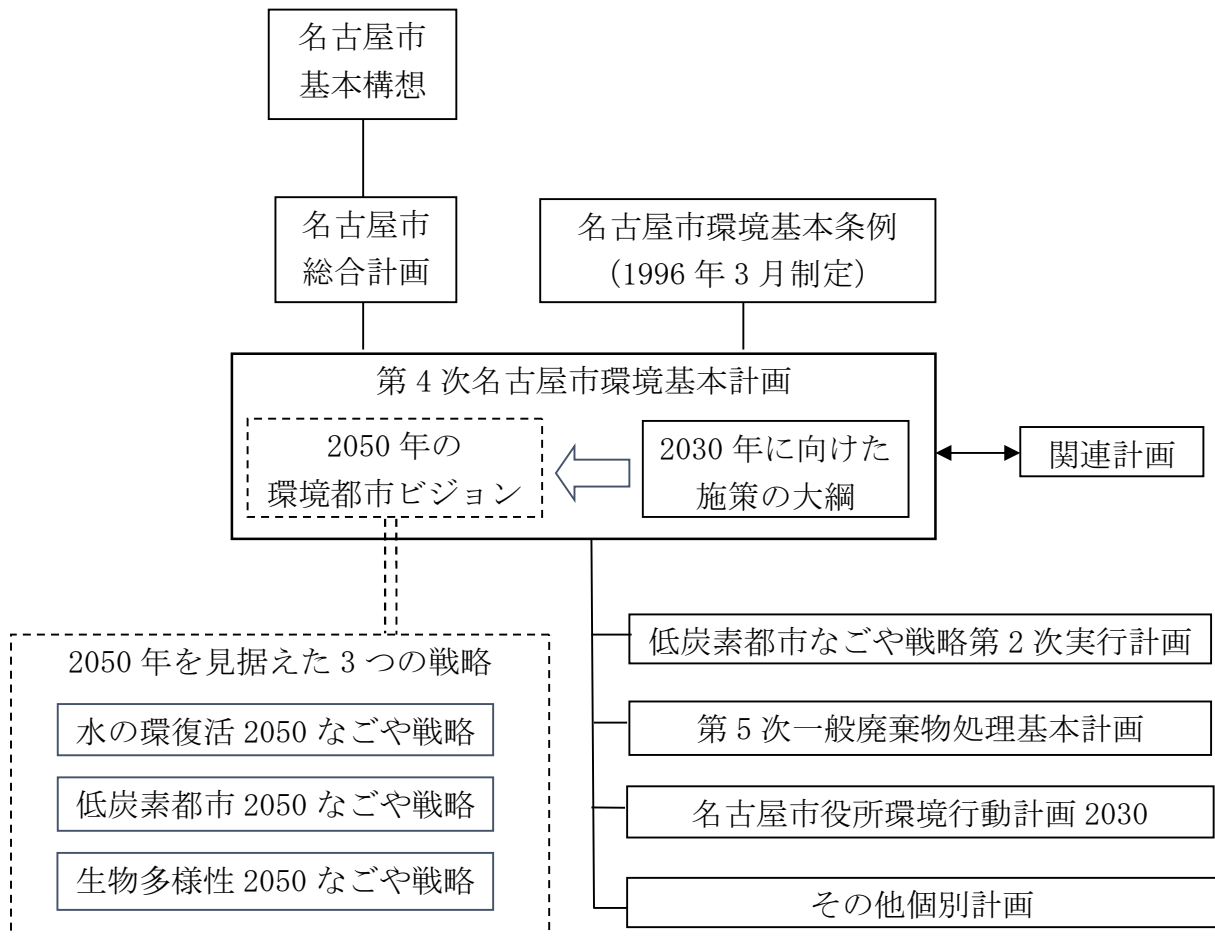 名古屋市
基本構想
名古屋市
総合計画
名古屋市環境基本条例
(1996 年 3 月制定)
第 4 次名古屋市環境基本計画
2050 年の
環境都市ビジョン
2030 年に向けた
施策の大綱
関連計画
2050 年を見据えた 3 つの戦略
水の環復活 2050 なごや戦略
低炭素都市 2050 なごや戦略
生物多様性 2050 なごや戦略
低炭素都市なごや戦略第 2 次実行計画
第 5 次一般廃棄物処理基本計画
名古屋市役所環境行動計画 2030
その他個別計画